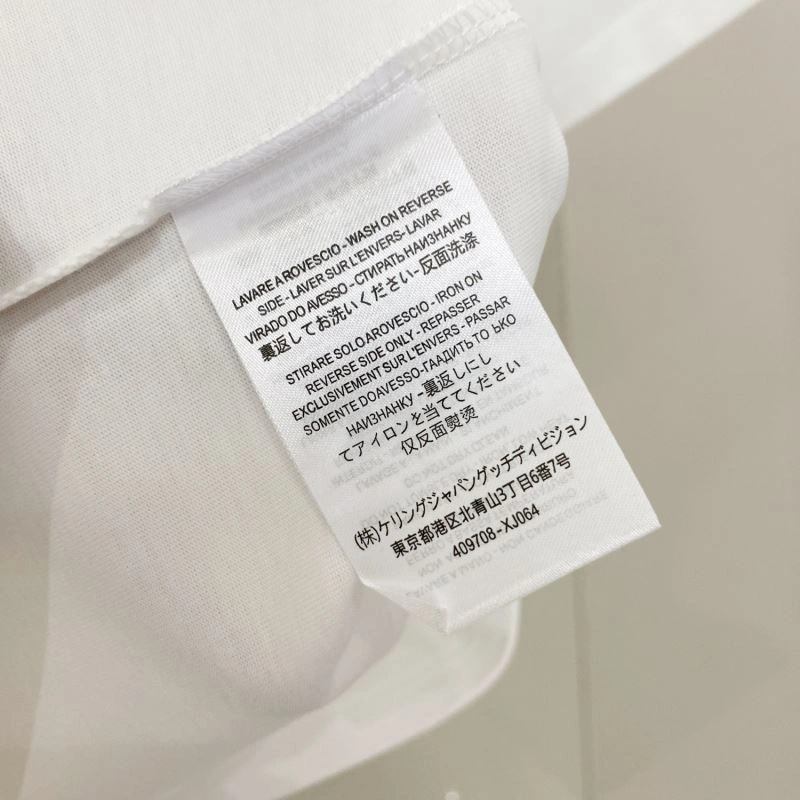 LAVARE A ROVESCIO - WASH ON REVERSE
SIDE - LAVER SUR L'ENVERS- LAVAR
VIRADO DO AVESSO - СТИРАТЬ НАИЗНАНКУ
裏返してお洗いください- 反面洗涤
STIRARE SOLO AROVESCIO - IRON ON
REVERSE SIDE ONLY - REPASSER
EXCLUSIVEMENT SUR L'ENVERS - PASSAR
SOMENTE DOAVESSO-ГЛАДИТЬ ТО ЬКО
НАИЗНАНКУ - 裏返しにし
てアイロンを当ててください
仅反面熨烫
(株)ケリングジャパングッチディビジョン
東京都港区北青山3丁目6番7号
409708-XJ064